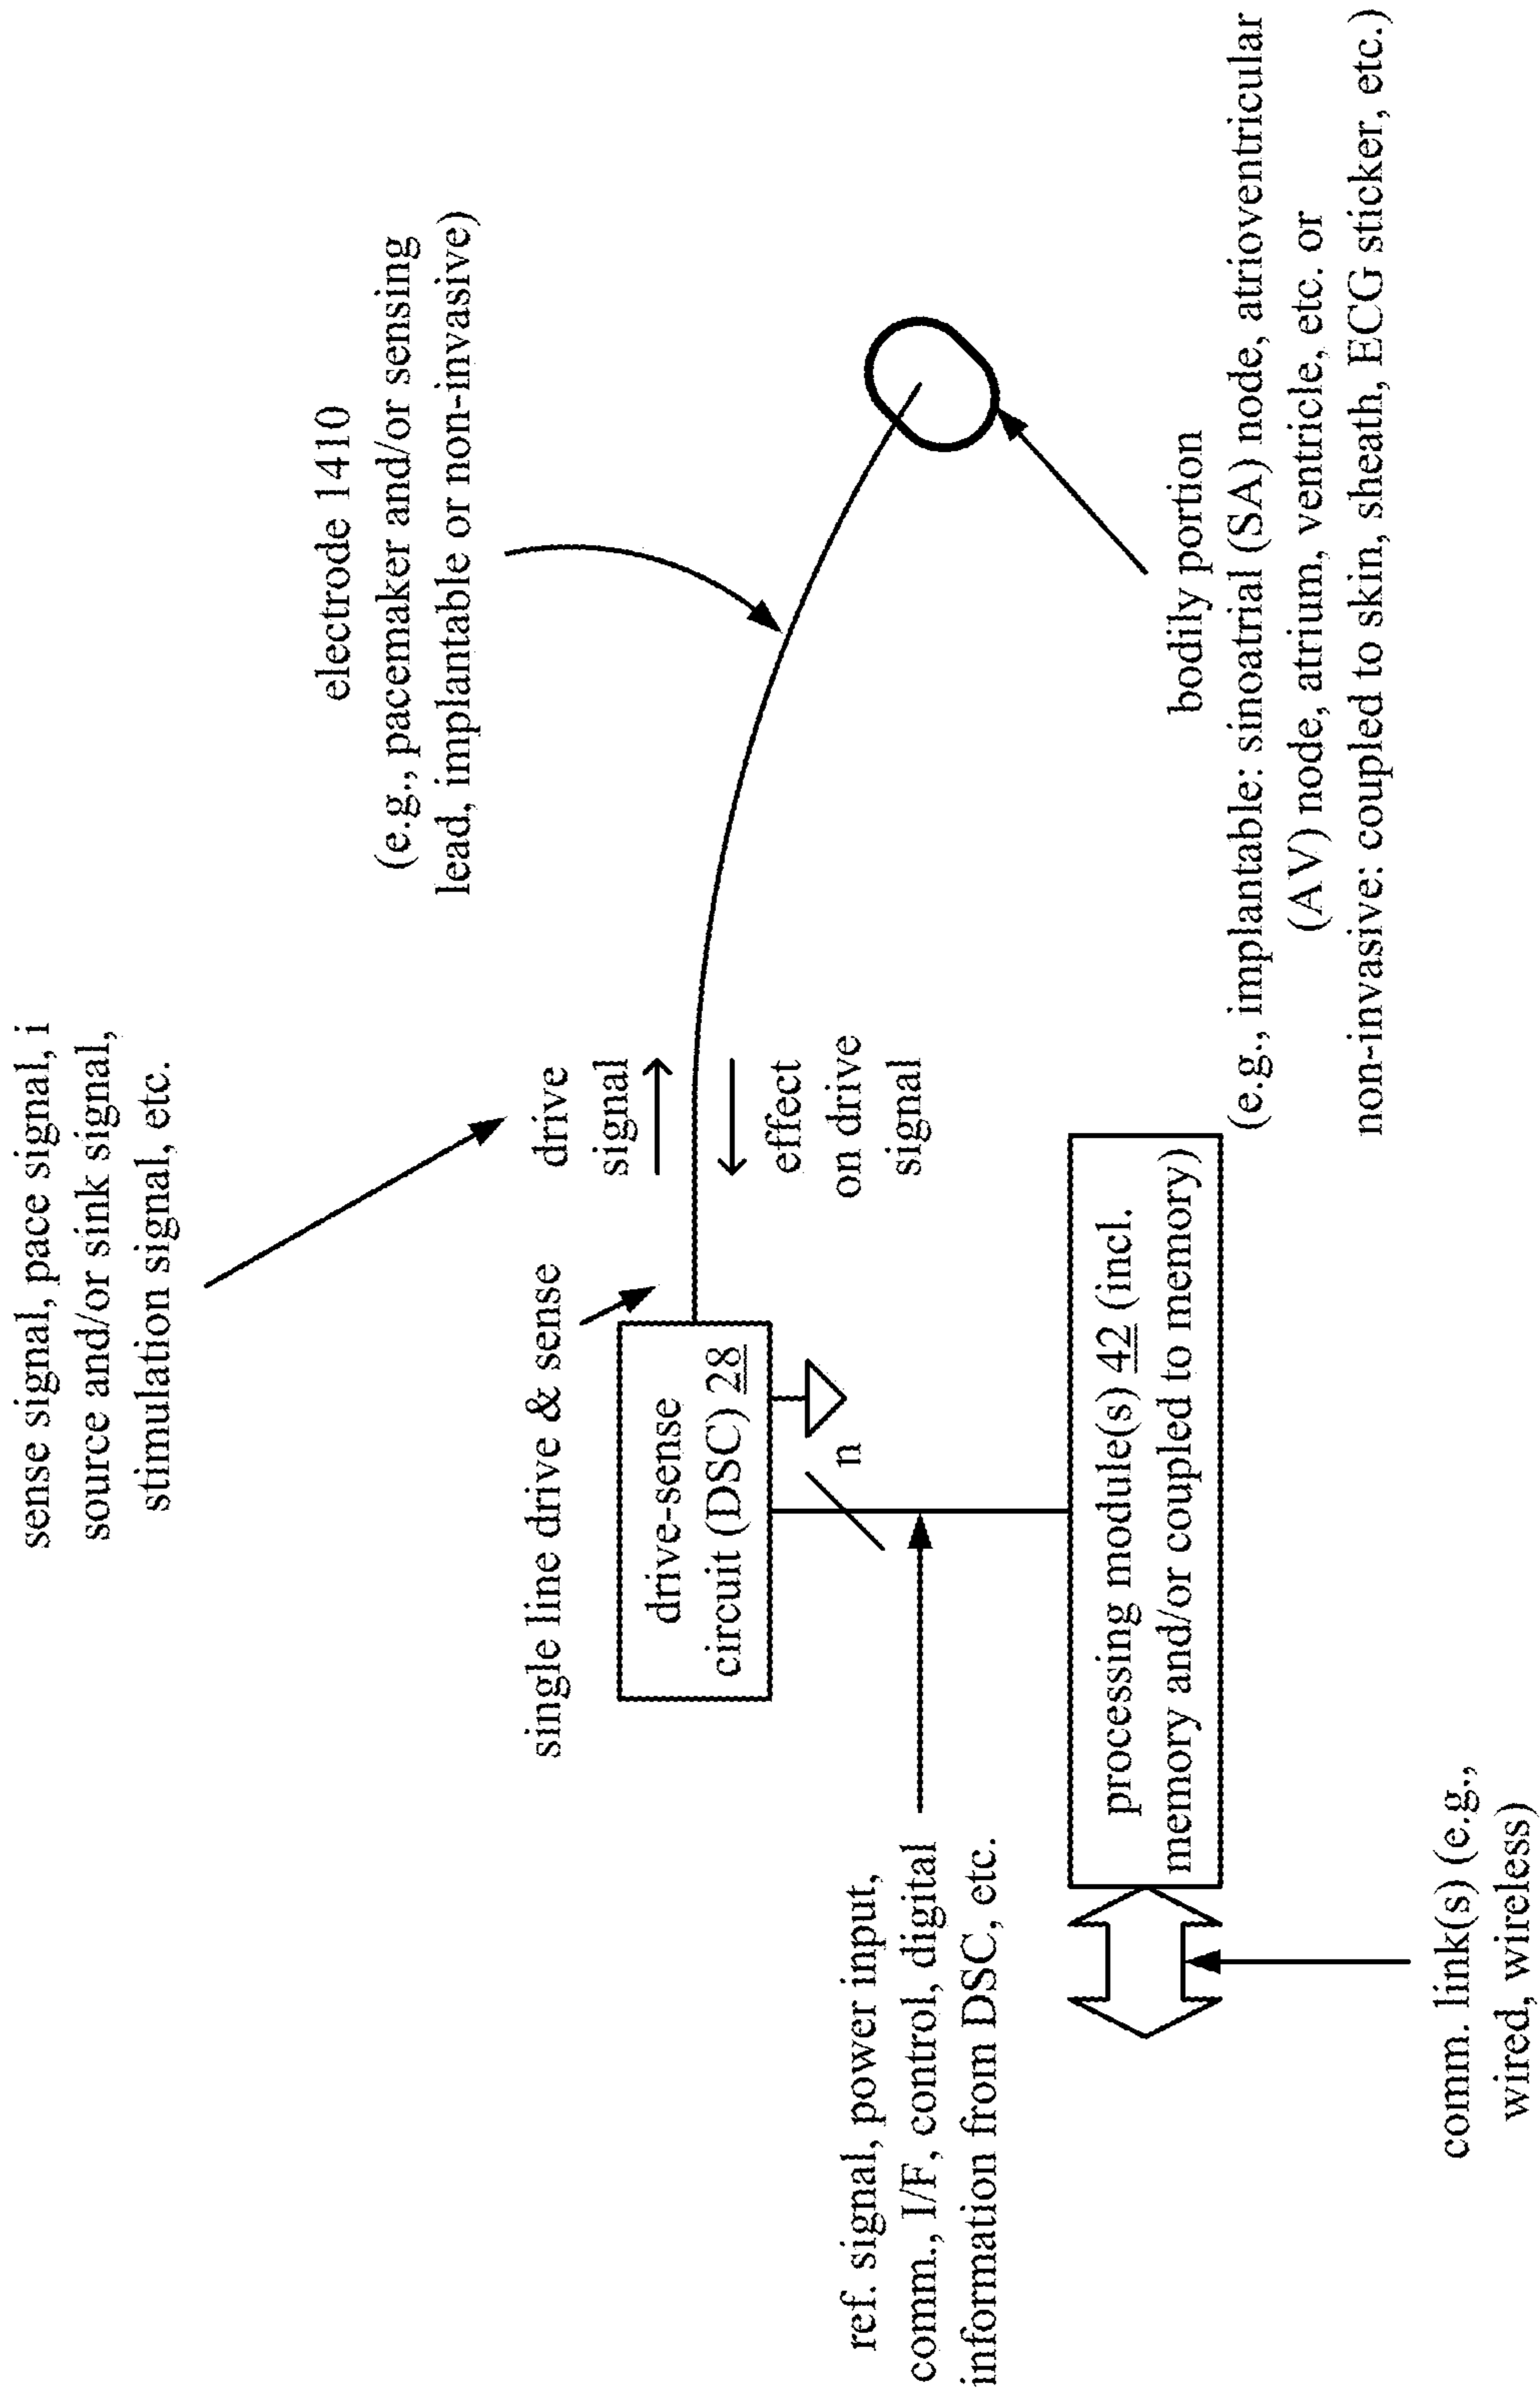 sense signal, pace signal, i
source and/or sink signal,
stimulation signal, etc.
electrode 1410
(e.g., pacemaker and/or sensing
lead, implantable or non-invasive)
single line drive & sense
drive
signal
effect
on drive
signal
drive-sense
circuit (DSC) 28
n
ref. signal, power input,
comm., I/F, control, digital
information from DSC, etc.
processing module(s) 42 (incl.
memory and/or coupled to memory)
bodily portion
(e.g., implantable: sinoatrial (SA) node, atrioventricular
(AV) node, atrium, ventricle, etc. or
non-invasive: coupled to skin, sheath, ECG sticker, etc.)
comm. link(s) (e.g.,
wired, wireless)